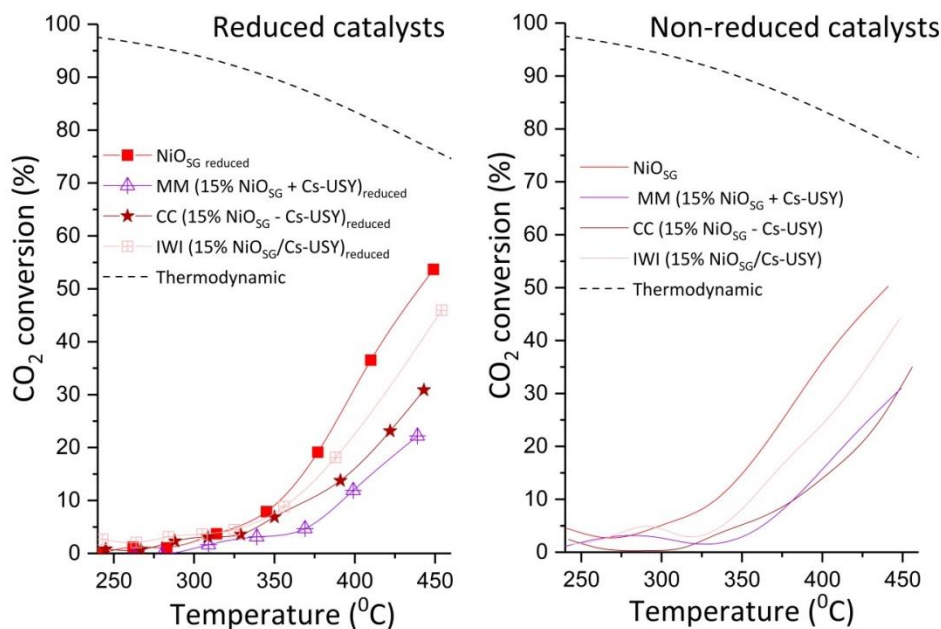 Reduced catalysts
CO2 conversion (%)
100
90
80
70
60
50
40
30
20
10
0
NiOSG reduced
MM (15% NiOSG + Cs-USY)reduced
CC (15% NiOSG - Cs-USY)reduced
IWI (15% NiOSG/Cs-USY)reduced
Thermodynamic
250 300 350 400 450
Temperature (0C)
Non-reduced catalysts
CO2 conversion (%)
100
90
80
70
60
50
40
30
20
10
0
NiOSG
MM (15% NiOSG + Cs-USY)
CC (15% NiOSG - Cs-USY)
IWI (15% NiOSG/Cs-USY)
Thermodynamic
250 300 350 400 450
Temperature (0C)